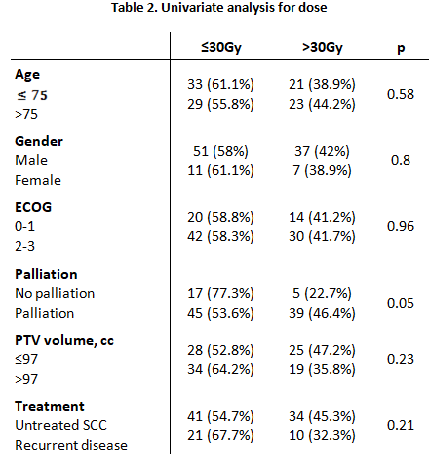 Table 2. Univariate analysis for dose
≤30Gy >30Gy p
Age
≤ 75 33 (61.1%) 21 (38.9%) 0.58
>75 29 (55.8%) 23 (44.2%)
Gender
Male 51 (58%) 37 (42%) 0.8
Female 11 (61.1%) 7 (38.9%)
ECOG
0-1 20 (58.8%) 14 (41.2%) 0.96
2-3 42 (58.3%) 30 (41.7%)
Palliation
No palliation 17 (77.3%) 5 (22.7%) 0.05
Palliation 45 (53.6%) 39 (46.4%)
PTV volume, cc
≤97 28 (52.8%) 25 (47.2%) 0.23
>97 34 (64.2%) 19 (35.8%)
Treatment
Untreated SCC 41 (54.7%) 34 (45.3%) 0.21
Recurrent disease 21 (67.7%) 10 (32.3%)